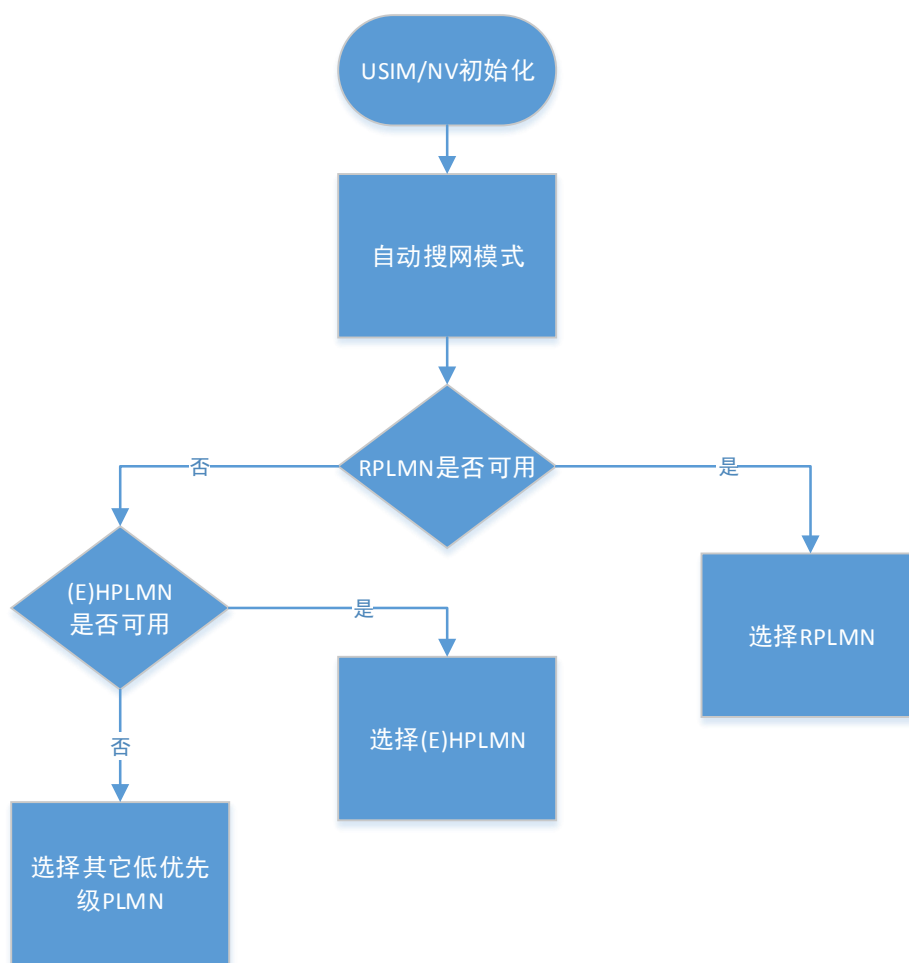 USIM/NV初始化
自动搜网模式
RPLMN是否可用
否
是
(E)HPLMN
是否可用
是
选择RPLMN
选择(E)HPLMN
否
选择其它低优先
级PLMN